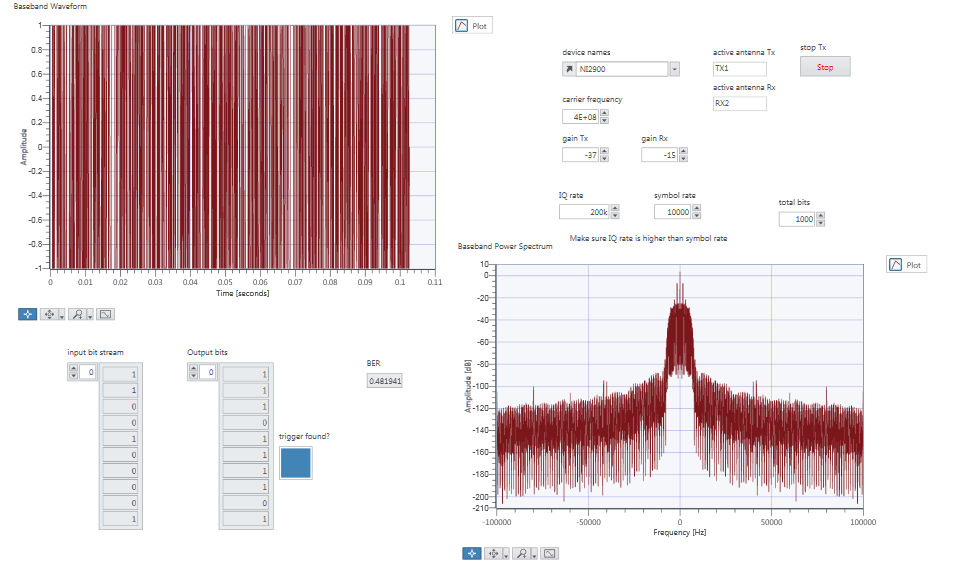 Baseband Waveform
Plot
1
0.8
0.6
0.4
0.2
0
-0.2
-0.4
-0.6
-0.8
-1
Amplitude
0 0.01 0.02 0.03 0.04 0.05 0.06 0.07 0.08 0.09 0.1 0.11
Time [seconds]
device names
NI2900
active antenna Tx
TX1
stop Tx
Stop
active antenna Rx
RX2
carrier frequency
4E+08
gain Tx
-37
gain Rx
-15
IQ rate
200k
symbol rate
10000
total bits
1000
Make sure IQ rate is higher than symbol rate
Baseband Power Spectrum
Plot
10
0
-20
-40
-60
-80
-100
-120
-140
-160
-180
-200
-210
Amplitude [dB]
-100000 -50000 0 50000 100000
Frequency [Hz]
input bit stream
0
1
1
0
0
1
0
0
0
0
1
Output bits
0
1
1
1
0
1
1
1
1
0
1
trigger found?
BER
0.481941